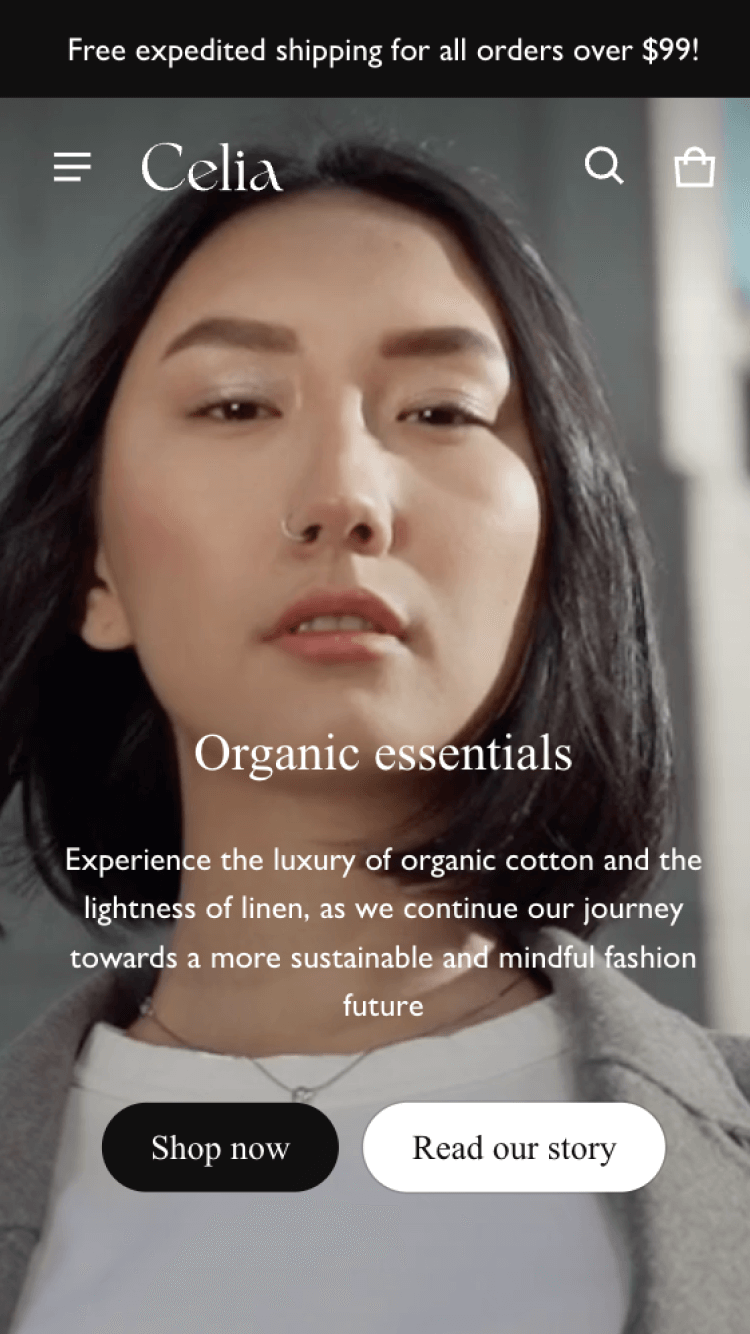 Free expedited shipping for all orders over $99!
Celia
Organic essentials
Experience the luxury of organic cotton and the
lightness of linen, as we continue our journey
towards a more sustainable and mindful fashion
future
Shop now
Read our story